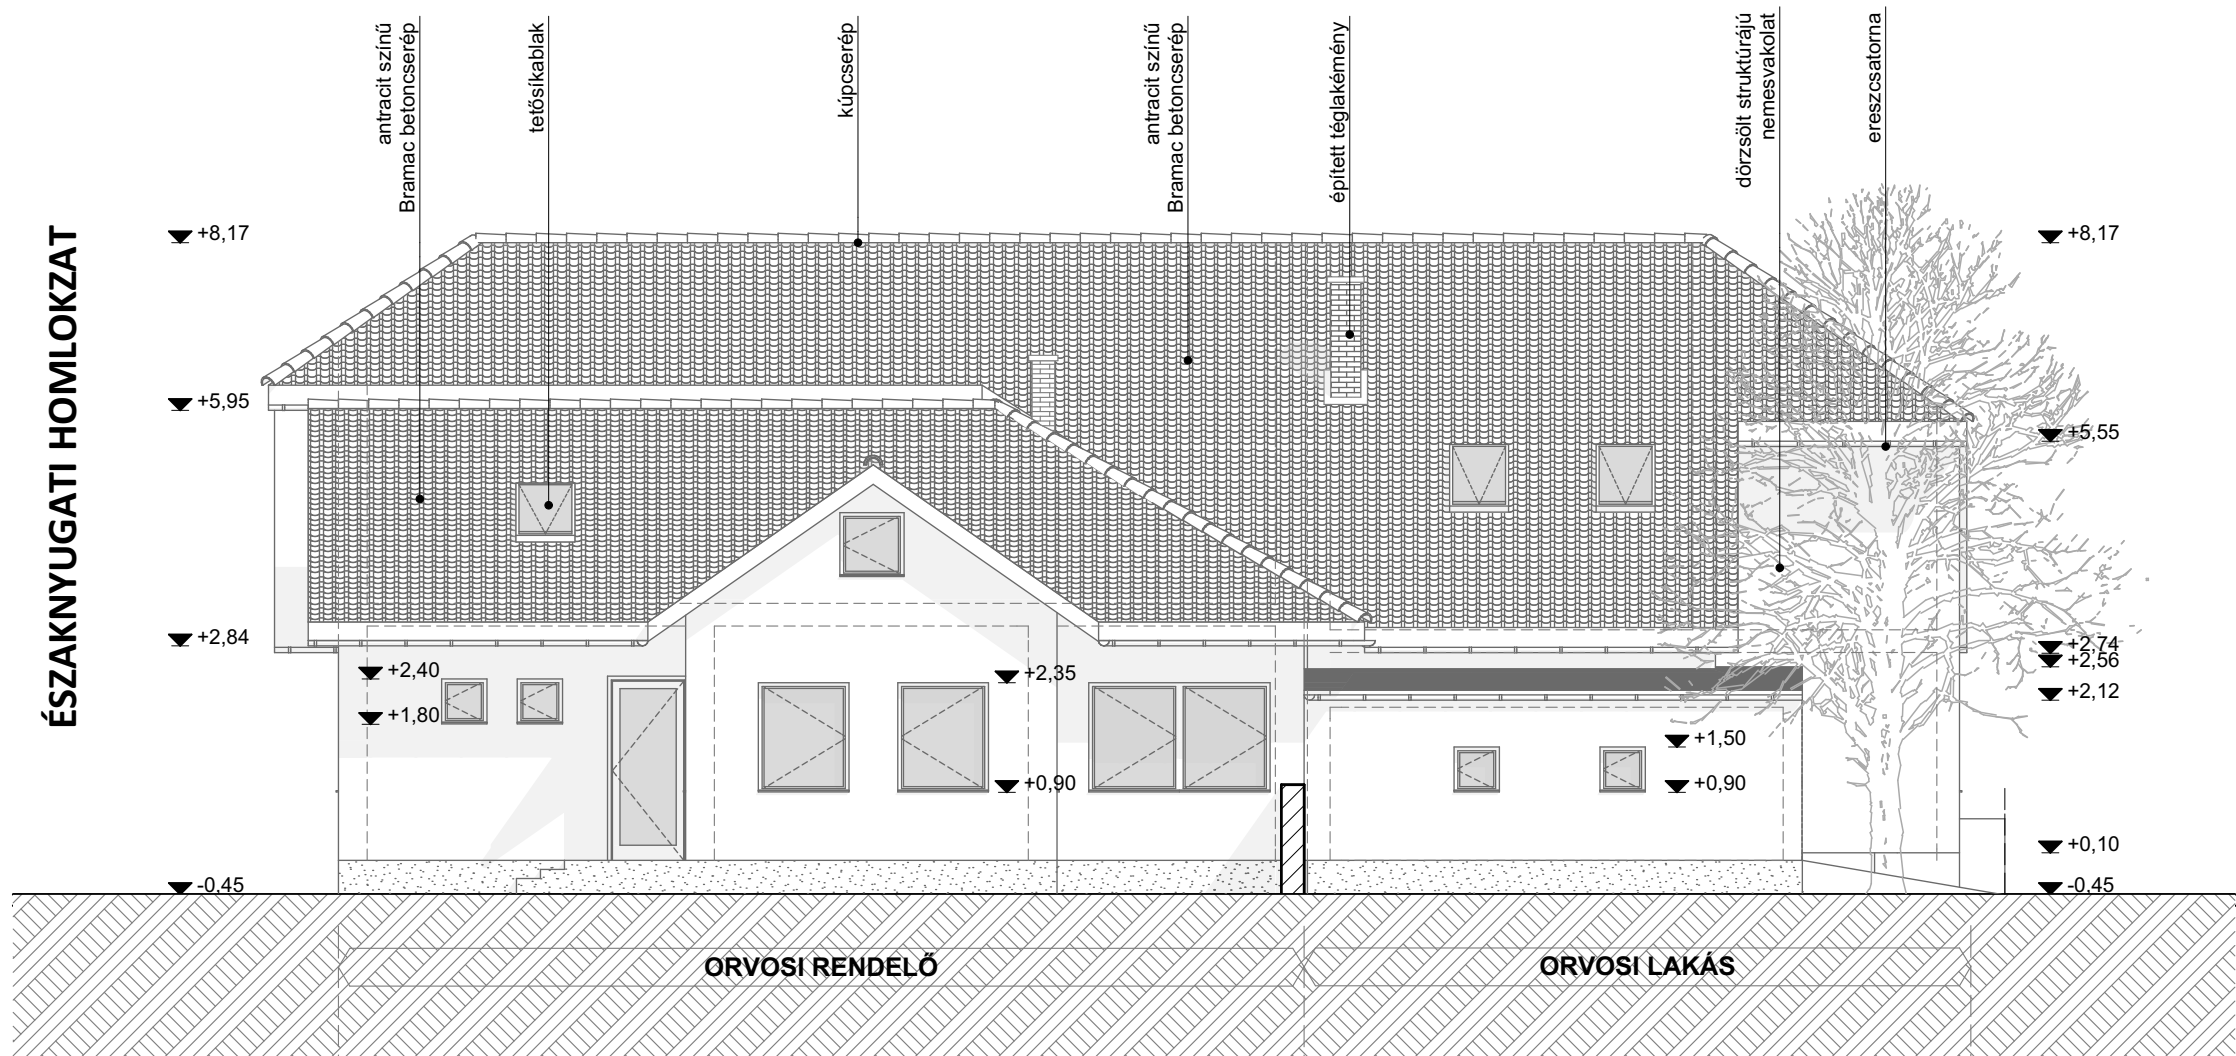 antracit színű
Bramac betoncserép
tetősíkablak
kúpcserép
antracit színű
Bramac betoncserép
épített téglakémény
dörzsölt struktúrájú
nemesvakolat
ereszcsatorna
ÉSZAKNYUGATI HOMLOKZAT
+8,17
+8,17
+5,95
+5,55
+2,84
+2,74
+2,40
+2,35
+2,56
+2,12
+1,80
+1,50
+0,90
+0,90
+0,10
-0,45
-0,45
ORVOSI RENDELŐ
ORVOSI LAKÁS